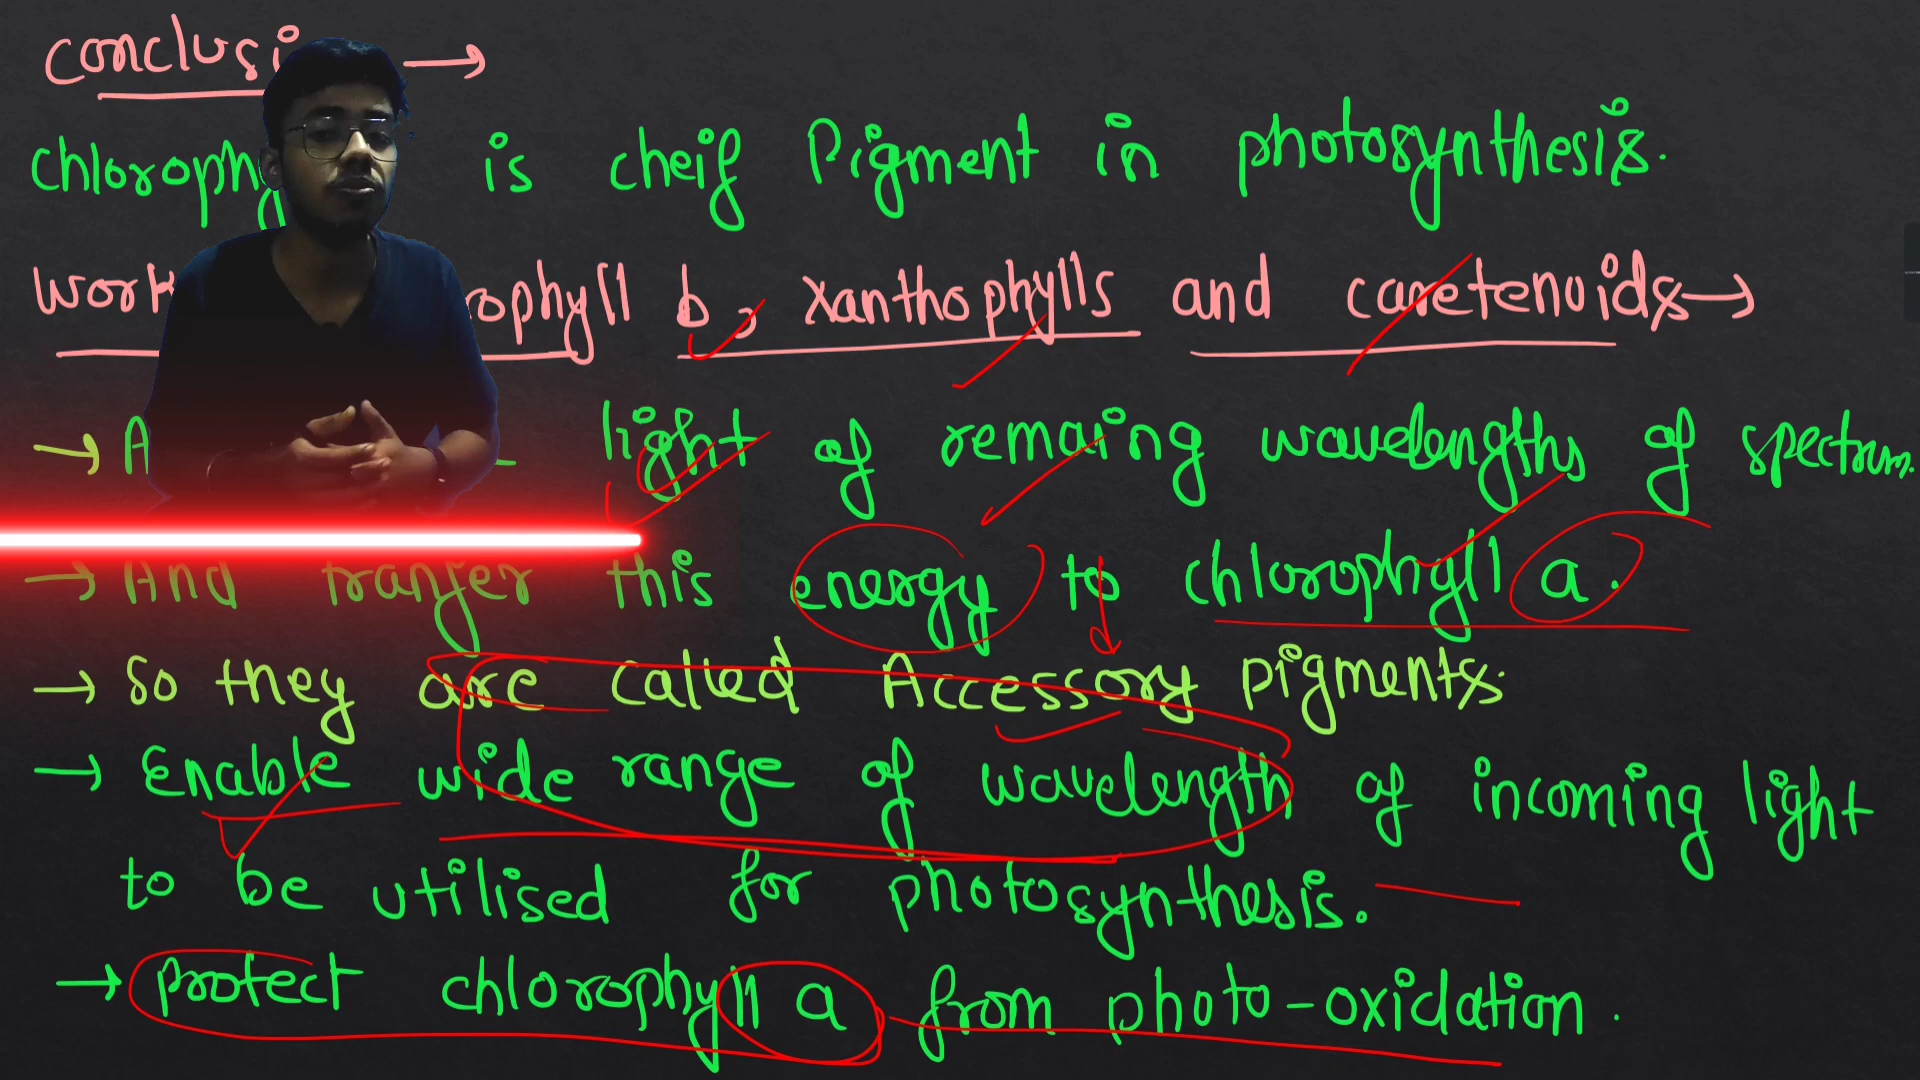 conclusi →
chloroph is cheif Pigment in photosynthesis.
work ophyll b, xanthophylls and caretenoids →
→ A light of remaing wavelengths of spectrum.
→ And tranfer this energy to chlorophyll a.
→ So they are called Accessory pigments.
→ Enable wide range of wavelength of incoming light
to be utilised for photosynthesis.
→ protect chlorophyll a from photo-oxidation.